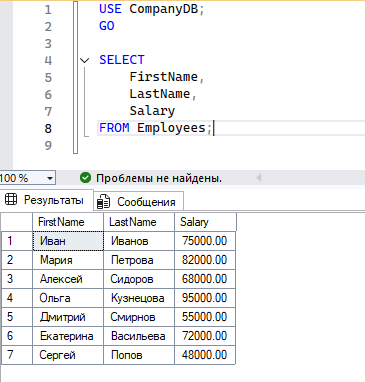 1 USE CompanyDB;
2 GO
3
4 SELECT
5 FirstName,
6 LastName,
7 Salary
8 FROM Employees;
9
100 % Проблемы не найдены.
Результаты Сообщения
FirstName LastName Salary
1 Иван Иванов 75000.00
2 Мария Петрова 82000.00
3 Алексей Сидоров 68000.00
4 Ольга Кузнецова 95000.00
5 Дмитрий Смирнов 55000.00
6 Екатерина Васильева 72000.00
7 Сергей Попов 48000.00